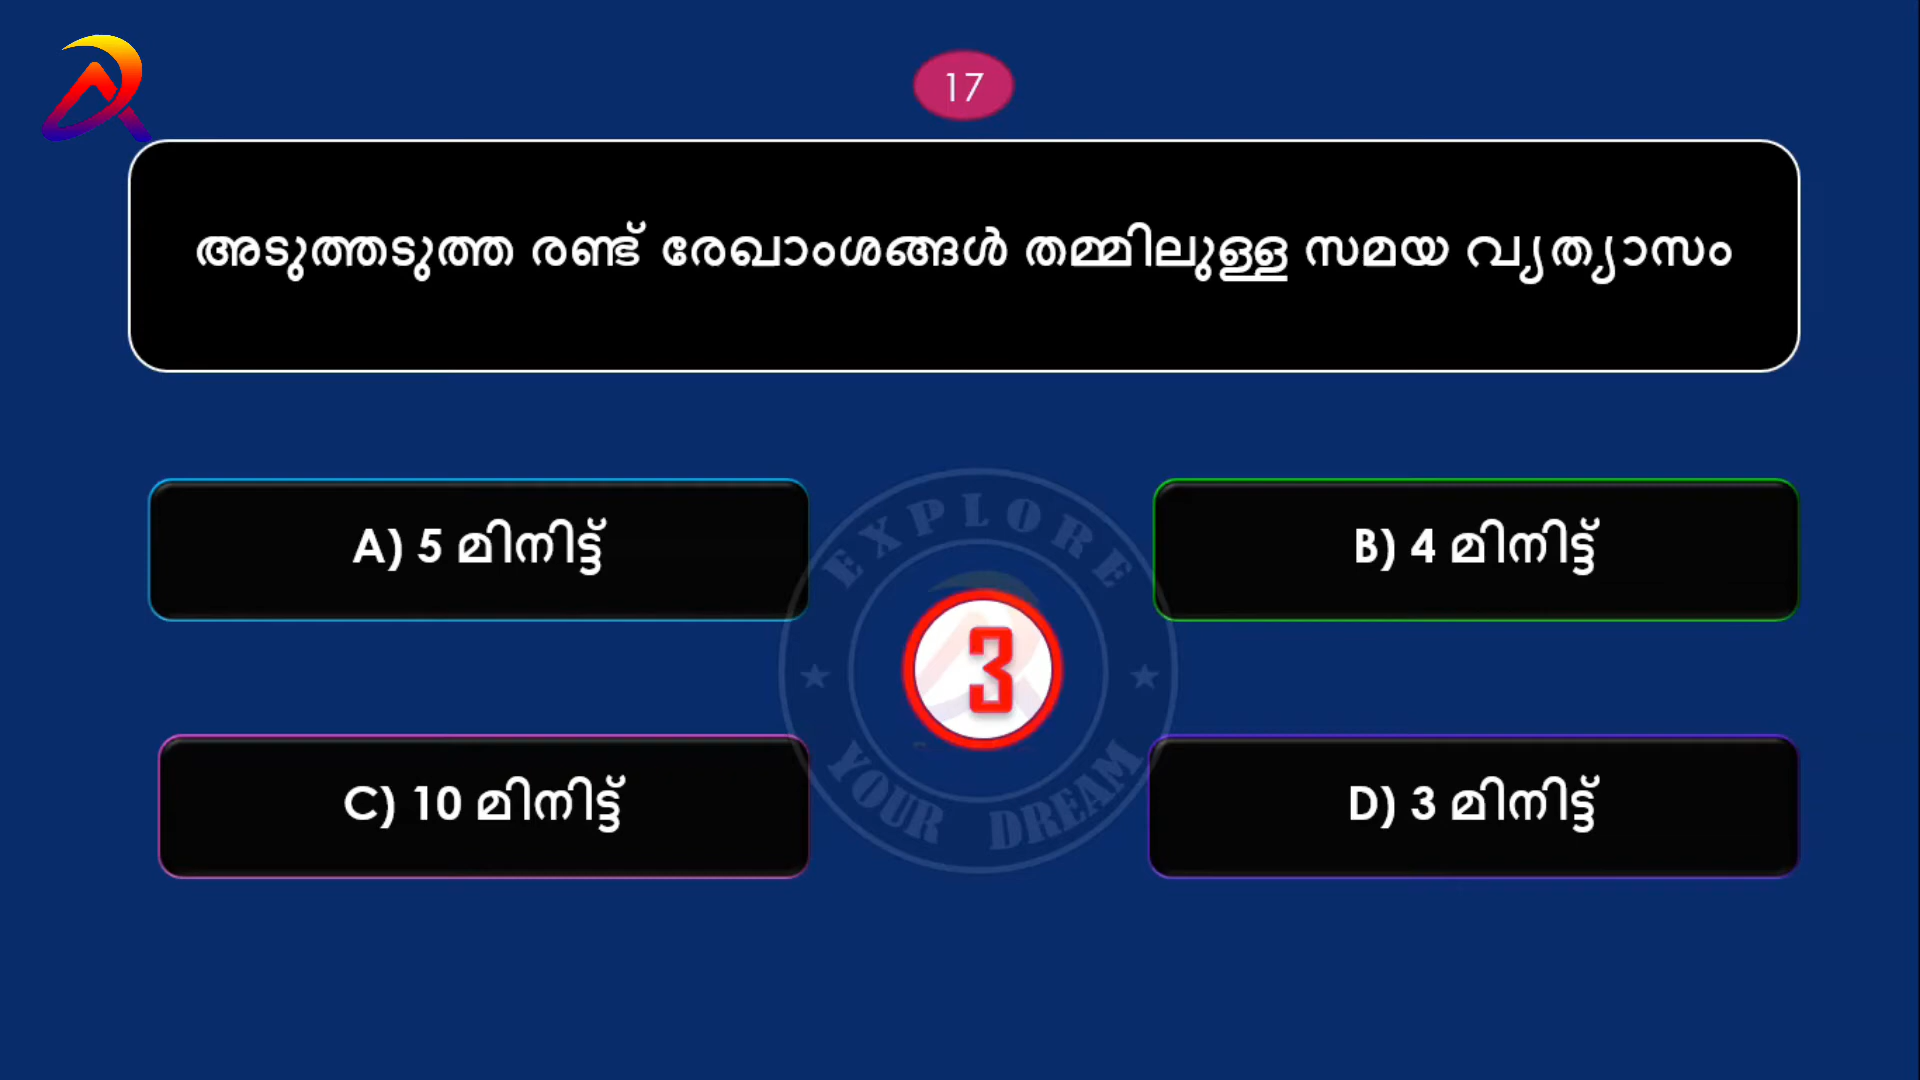 17
അടുത്തടുത്ത രണ്ട് രേഖാംശങ്ങൾ തമ്മിലുള്ള സമയ വ്യത്യാസം
A) 5 മിനിട്ട്
B) 4 മിനിട്ട്
EXPLORE
3
YOUR DREAM
C) 10 മിനിട്ട്
D) 3 മിനിട്ട്